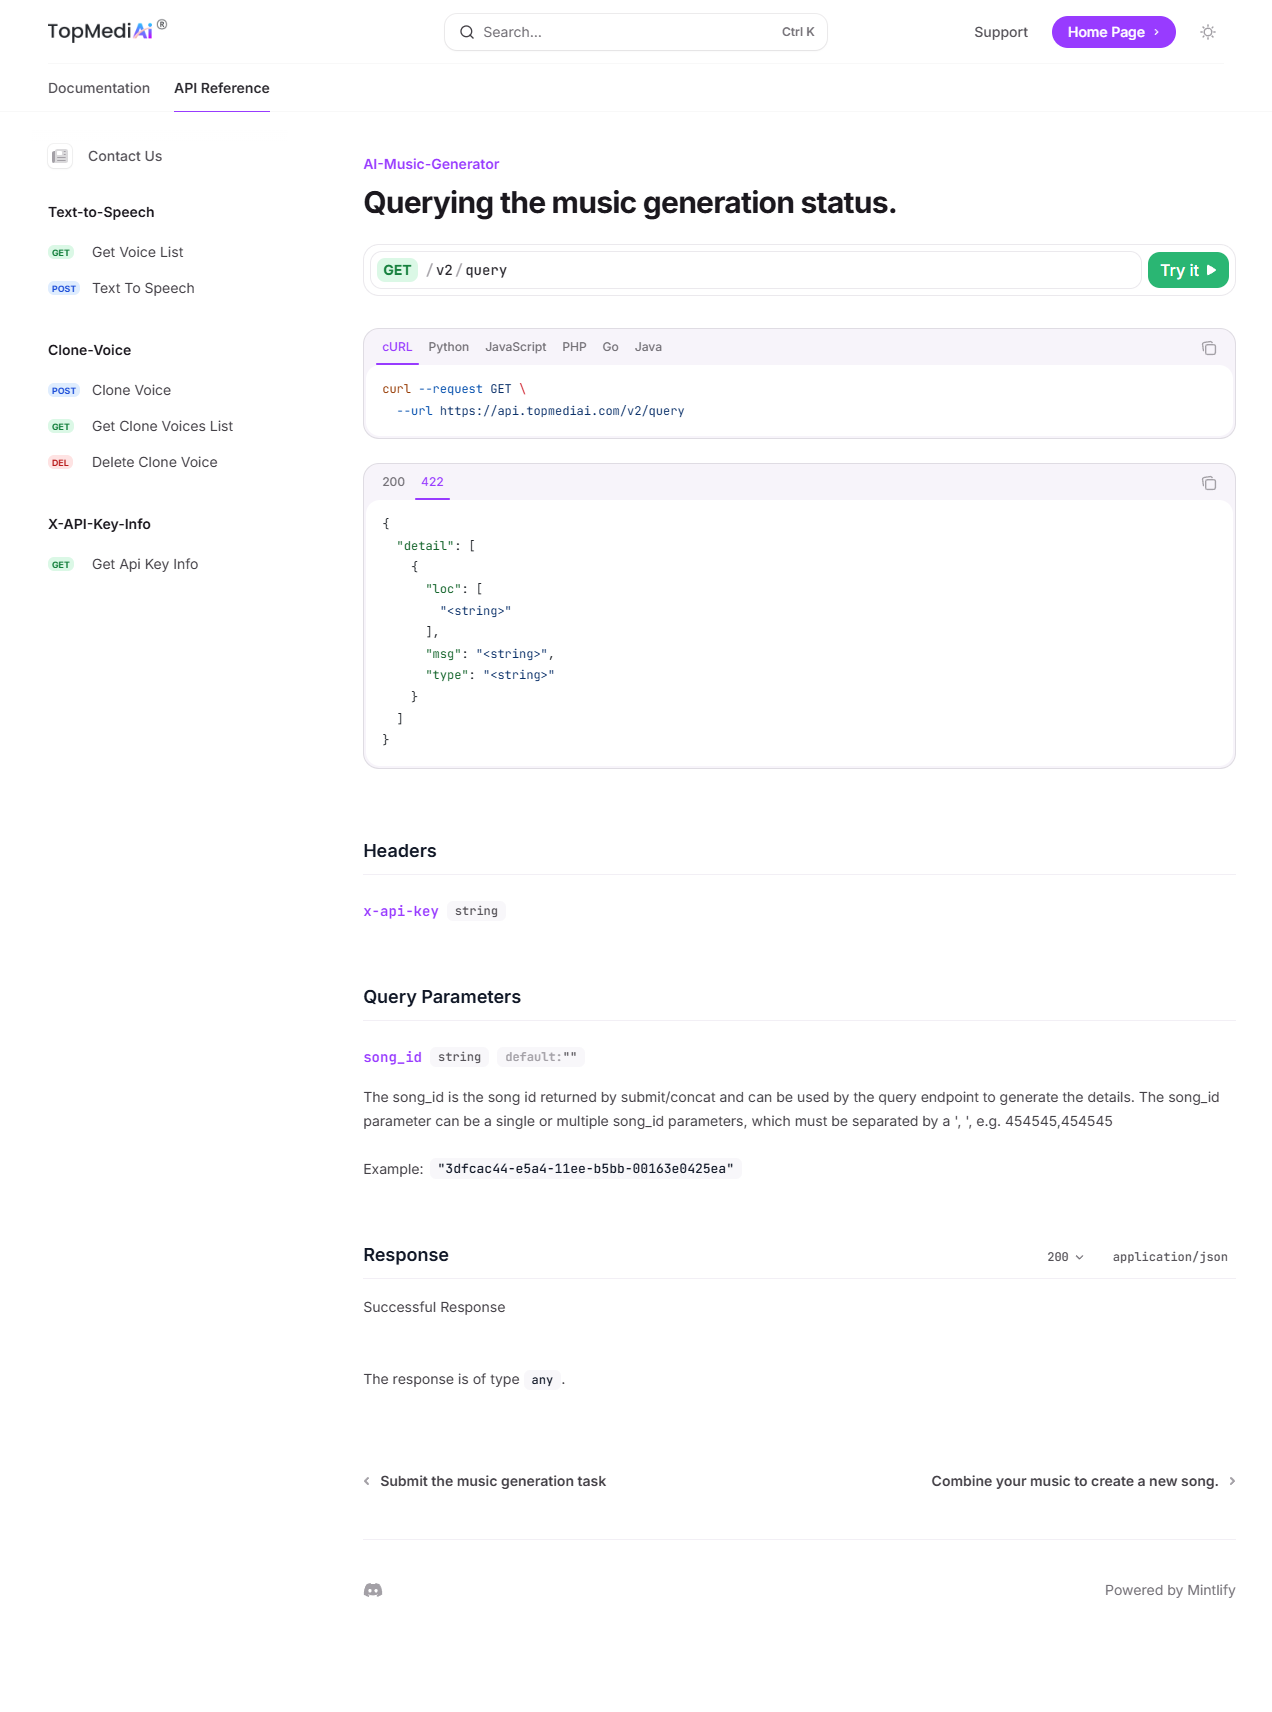 TopMediAi®
Search...
Ctrl K
Support
Home Page
Documentation
API Reference
Contact Us
Text-to-Speech
GET Get Voice List
POST Text To Speech
Clone-Voice
POST Clone Voice
GET Get Clone Voices List
DEL Delete Clone Voice
X-API-Key-Info
GET Get Api Key Info
AI-Music-Generator
Querying the music generation status.
GET /v2/query
Try it
cURL Python JavaScript PHP Go Java
curl --request GET \
  --url https://api.topmediai.com/v2/query
200 422
{
  "detail": [
    {
      "loc": [
        "<string>"
      ],
      "msg": "<string>",
      "type": "<string>"
    }
  ]
}
Headers
x-api-key string
Query Parameters
song_id string default:""
The song_id is the song id returned by submit/concat and can be used by the query endpoint to generate the details. The song_id
parameter can be a single or multiple song_id parameters, which must be separated by a ', ', e.g. 454545,454545
Example: "3dfcac44-e5a4-11ee-b5bb-00163e0425ea"
Response
200
application/json
Successful Response
The response is of type any.
Submit the music generation task
Combine your music to create a new song.
Powered by Mintlify